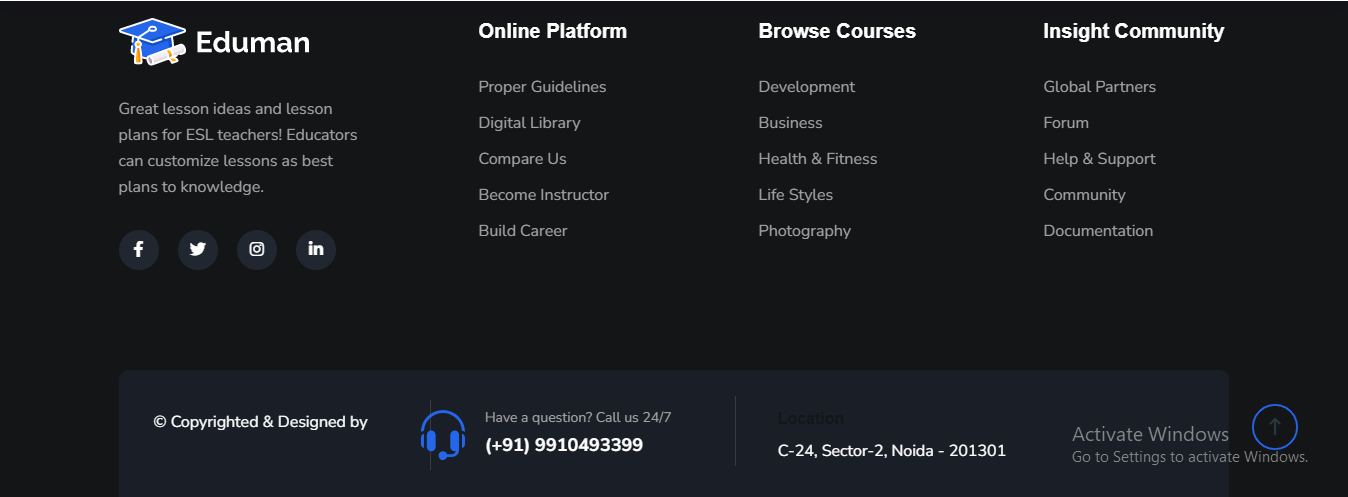 Eduman
Great lesson ideas and lesson
plans for ESL teachers! Educators
can customize lessons as best
plans to knowledge.
Online Platform
Proper Guidelines
Digital Library
Compare Us
Become Instructor
Build Career
Browse Courses
Development
Business
Health & Fitness
Life Styles
Photography
Insight Community
Global Partners
Forum
Help & Support
Community
Documentation
© Copyrighted & Designed by
Have a question? Call us 24/7
(+91) 9910493399
Location
C-24, Sector-2, Noida - 201301
Activate Windows
Go to Settings to activate Windows.